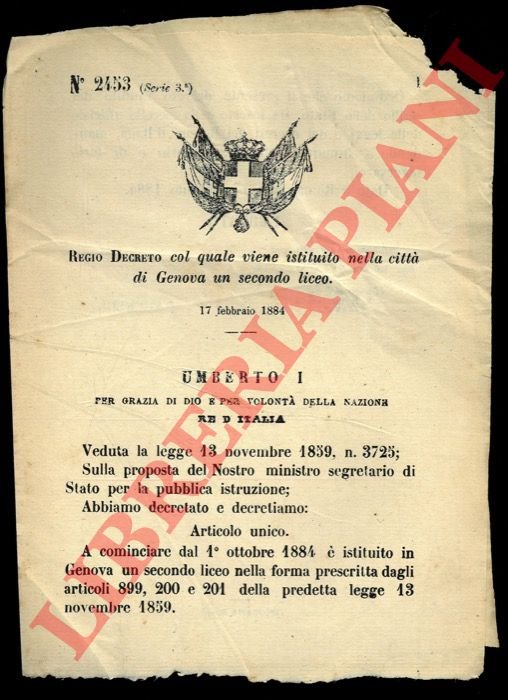 N° 2453 (Serie 3.ª)
REGIO DECRETO col quale viene istituito nella città
di Genova un secondo liceo.
17 febbraio 1884
UMBERTO I
PER GRAZIA DI DIO E PER VOLONTÀ DELLA NAZIONE
RE D ITALIA
Veduta la legge 13 novembre 1859, n. 3725;
Sulla proposta del Nostro ministro segretario di
Stato per la pubblica istruzione;
Abbiamo decretato e decretiamo:
Articolo unico.
A cominciare dal 1° ottobre 1884 è istituito in
Genova un secondo liceo nella forma prescritta dagli
articoli 899, 200 e 201 della predetta legge 13
novembre 1859.
LIBRERIA PIANI